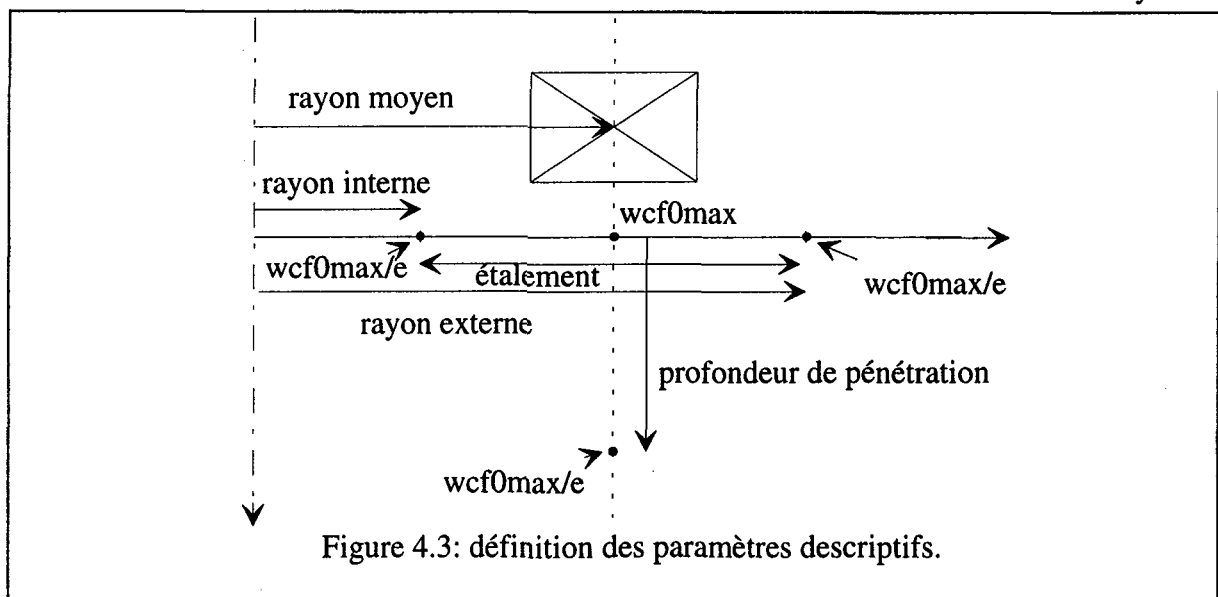 rayon moyen
rayon interne
wcf0max
wcf0max/e
étalement
wcf0max/e
rayon externe
profondeur de pénétration
wcf0max/e
Figure 4.3: définition des paramètres descriptifs.